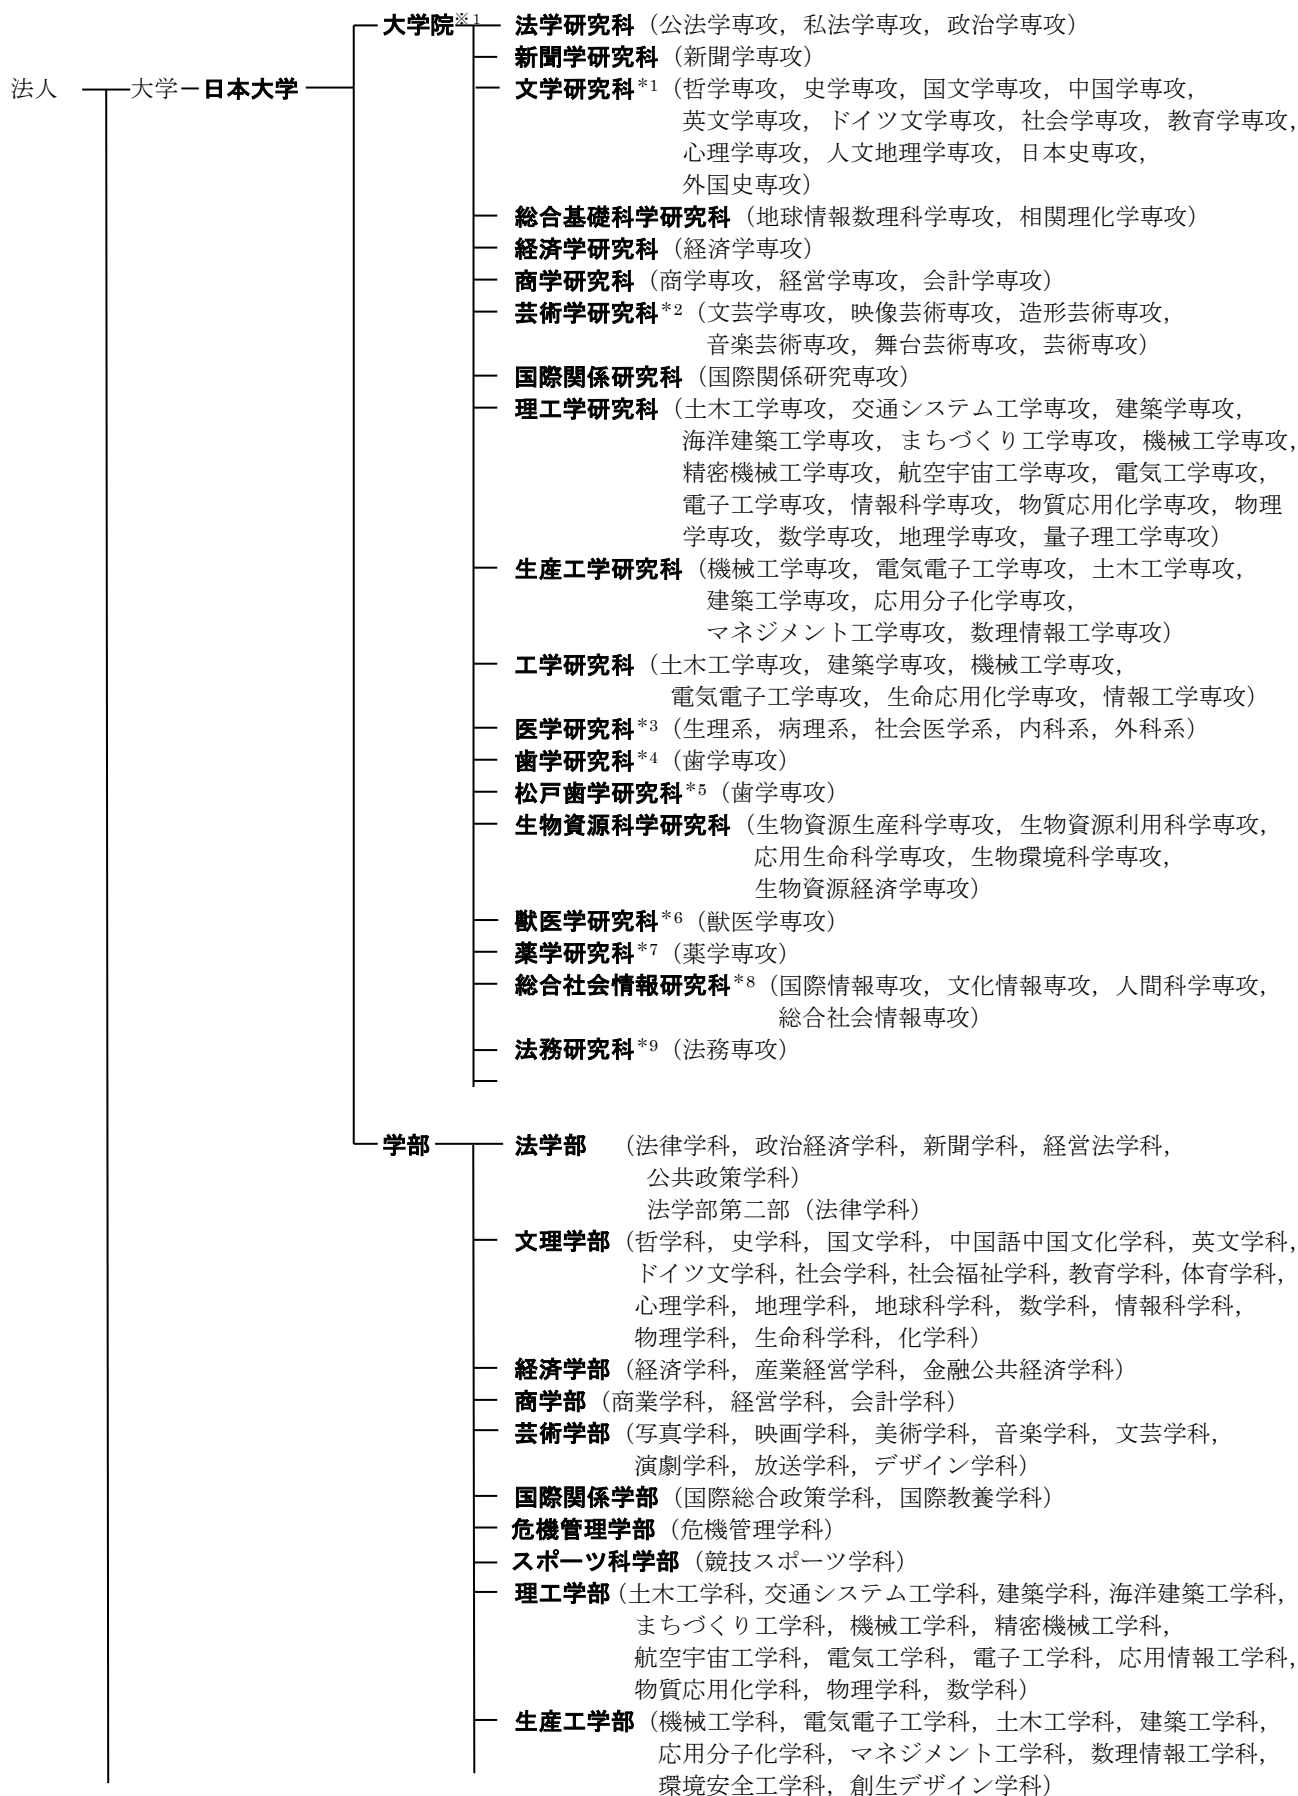 大学院※1 法学研究科（公法学専攻，私法学専攻，政治学専攻）
新聞学研究科（新聞学専攻）
法人 大学 日本大学 文学研究科*1（哲学専攻，史学専攻，国文学専攻，中国学専攻，
英文学専攻，ドイツ文学専攻，社会学専攻，教育学専攻，
心理学専攻，人文地理学専攻，日本史専攻，
外国史専攻）
総合基礎科学研究科（地球情報数理科学専攻，相関理化学専攻）
経済学研究科（経済学専攻）
商学研究科（商学専攻，経営学専攻，会計学専攻）
芸術学研究科*2（文芸学専攻，映像芸術専攻，造形芸術専攻，
音楽芸術専攻，舞台芸術専攻，芸術専攻）
国際関係研究科（国際関係研究専攻）
理工学研究科（土木工学専攻，交通システム工学専攻，建築学専攻，
海洋建築工学専攻，まちづくり工学専攻，機械工学専攻，
精密機械工学専攻，航空宇宙工学専攻，電気工学専攻，
電子工学専攻，情報科学専攻，物質応用化学専攻，物理
学専攻，数学専攻，地理学専攻，量子理工学専攻）
生産工学研究科（機械工学専攻，電気電子工学専攻，土木工学専攻，
建築工学専攻，応用分子化学専攻，
マネジメント工学専攻，数理情報工学専攻）
工学研究科（土木工学専攻，建築学専攻，機械工学専攻，
電気電子工学専攻，生命応用化学専攻，情報工学専攻）
医学研究科*3（生理系，病理系，社会医学系，内科系，外科系）
歯学研究科*4（歯学専攻）
松戸歯学研究科*5（歯学専攻）
生物資源科学研究科（生物資源生産科学専攻，生物資源利用科学専攻，
応用生命科学専攻，生物環境科学専攻，
生物資源経済学専攻）
獣医学研究科*6（獣医学専攻）
薬学研究科*7（薬学専攻）
総合社会情報研究科*8（国際情報専攻，文化情報専攻，人間科学専攻，
総合社会情報専攻）
法務研究科*9（法務専攻）
学部 法学部 （法律学科，政治経済学科，新聞学科，経営法学科，
公共政策学科）
法学部第二部（法律学科）
文理学部（哲学科，史学科，国文学科，中国語中国文化学科，英文学科，
ドイツ文学科，社会学科，社会福祉学科，教育学科，体育学科，
心理学科，地理学科，地球科学科，数学科，情報科学科，
物理学科，生命科学科，化学科）
経済学部（経済学科，産業経営学科，金融公共経済学科）
商学部（商業学科，経営学科，会計学科）
芸術学部（写真学科，映画学科，美術学科，音楽学科，文芸学科，
演劇学科，放送学科，デザイン学科）
国際関係学部（国際総合政策学科，国際教養学科）
危機管理学部（危機管理学科）
スポーツ科学部（競技スポーツ学科）
理工学部（土木工学科，交通システム工学科，建築学科，海洋建築工学科，
まちづくり工学科，機械工学科，精密機械工学科，
航空宇宙工学科，電気工学科，電子工学科，応用情報工学科，
物質応用化学科，物理学科，数学科）
生産工学部（機械工学科，電気電子工学科，土木工学科，建築工学科，
応用分子化学科，マネジメント工学科，数理情報工学科，
環境安全工学科，創生デザイン学科）